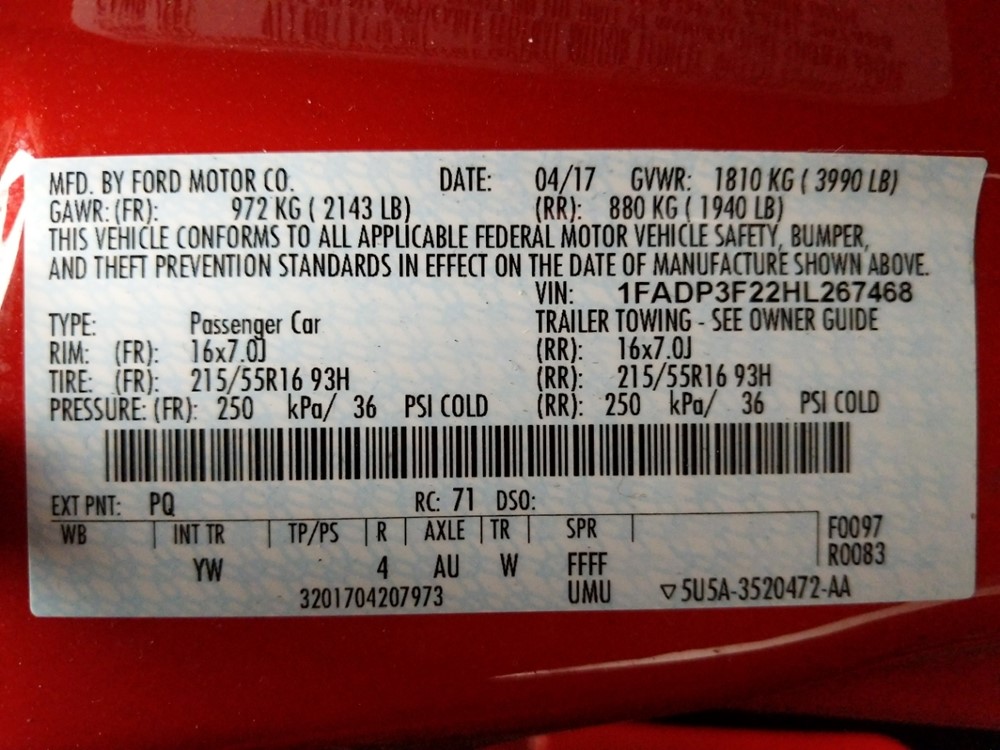 MFD. BY FORD MOTOR CO. DATE: 04/17 GVWR: 1810 KG ( 3990 LB)
GAWR: (FR): 972 KG ( 2143 LB) (RR): 880 KG ( 1940 LB)
THIS VEHICLE CONFORMS TO ALL APPLICABLE FEDERAL MOTOR VEHICLE SAFETY, BUMPER,
AND THEFT PREVENTION STANDARDS IN EFFECT ON THE DATE OF MANUFACTURE SHOWN ABOVE.
VIN: 1FADP3F22HL267468
TYPE: Passenger Car TRAILER TOWING - SEE OWNER GUIDE
RIM: (FR): 16x7.0J (RR): 16x7.0J
TIRE: (FR): 215/55R16 93H (RR): 215/55R16 93H
PRESSURE: (FR): 250 kPa/ 36 PSI COLD (RR): 250 kPa/ 36 PSI COLD
EXT PNT: PQ RC: 71 DSO:
WB INT TR TP/PS R AXLE TR SPR F0097
YW 4 AU W FFFF R0083
3201704207973 UMU ▽5U5A-3520472-AA